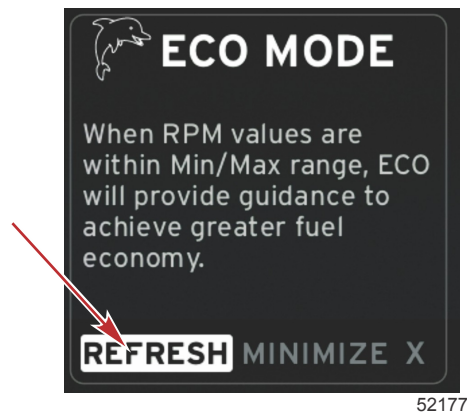 ECO MODE
When RPM values are
within Min/Max range, ECO
will provide guidance to
achieve greater fuel
economy.
REFRESH MINIMIZE X
52177